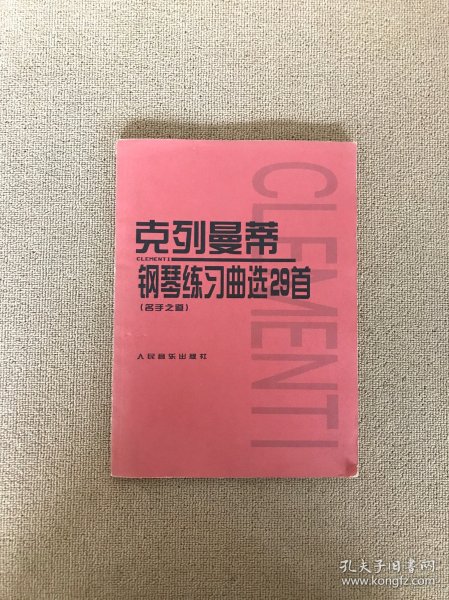 克列曼蒂
CLEMENTI
钢琴练习曲选29首
(名手之道)
人民音乐出版社
CLEMENTI
孔夫子旧书网
www.kongfz.com